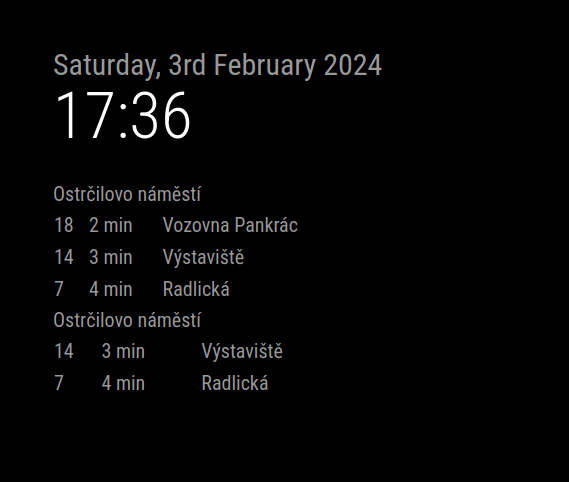 Saturday, 3rd February 2024
17:36
Ostrčilovo náměstí
18 2 min Vozovna Pankrác
14 3 min Výstaviště
7 4 min Radlická
Ostrčilovo náměstí
14 3 min Výstaviště
7 4 min Radlická